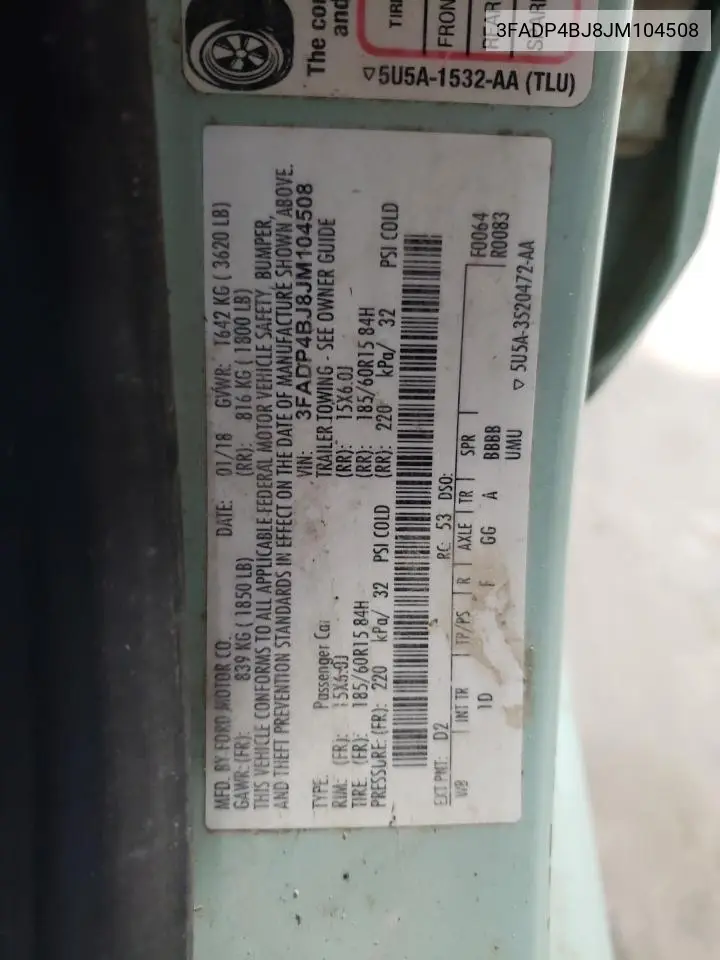 3FADP4BJ8JM104508
The
and
TIRE
FRON
REAR
SPAR
▽5U5A-1532-AA (TLU)
MFD. BY FORD MOTOR CO. DATE: 01/18 GVWR: 1642 KG ( 3620 LB)
GAWR: (FR): 839 KG ( 1850 LB) (RR): 816 KG ( 1800 LB)
THIS VEHICLE CONFORMS TO ALL APPLICABLE FEDERAL MOTOR VEHICLE SAFETY, BUMPER,
AND THEFT PREVENTION STANDARDS IN EFFECT ON THE DATE OF MANUFACTURE SHOWN ABOVE.
VIN: 3FADP4BJ8JM104508
TYPE: Passenger Car TRAILER TOWING - SEE OWNER GUIDE
RIM: (FR): 15X6.0J (RR): 15X6.0J
TIRE: (FR): 185/60R15 84H (RR): 185/60R15 84H
PRESSURE: (FR): 220 kPa/ 32 PSI COLD (RR): 220 kPa/ 32 PSI COLD
EXT PNT: D2 RC: 53 DSO:
WB INT TR TP/PS R AXLE TR SPR F0064
1D F GG A BBBB R0083
UMU ▽ 5U5A-3520472-AA